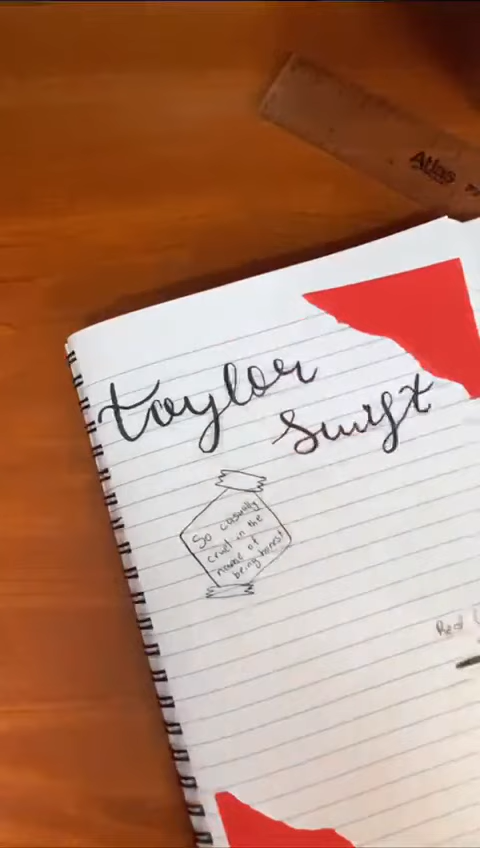 Atlas
taylor
swift
So casually
cruel in the
name of
being honest
Red